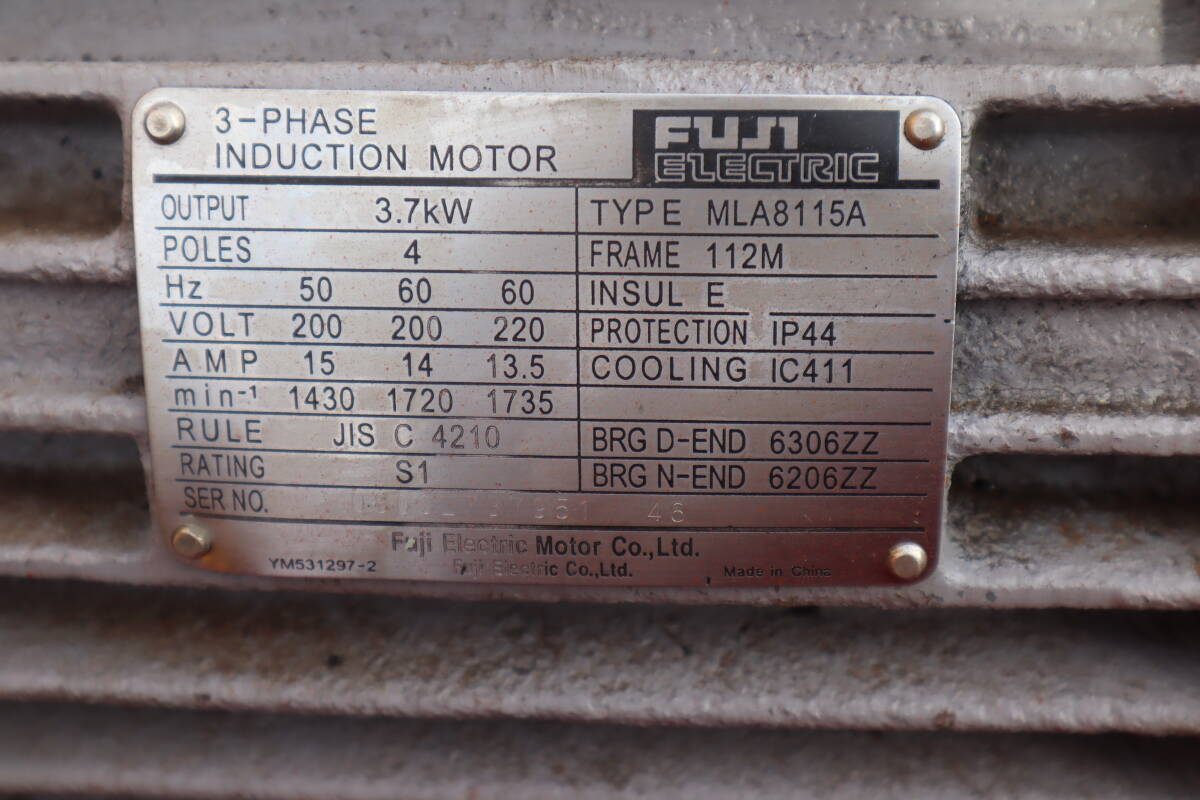 3-PHASE
INDUCTION MOTOR
FUJI
ELECTRIC
OUTPUT 3.7kW TYPE MLA8115A
POLES 4 FRAME 112M
Hz 50 60 60 INSUL E
VOLT 200 200 220 PROTECTION IP44
AMP 15 14 13.5 COOLING IC411
min-¹ 1430 1720 1735
RULE JIS C 4210 BRG D-END 6306ZZ
RATING S1 BRG N-END 6206ZZ
SER NO. 46
Fuji Electric Motor Co.,Ltd.
YM531297-2 Fuji Electric Co.,Ltd. Made in China